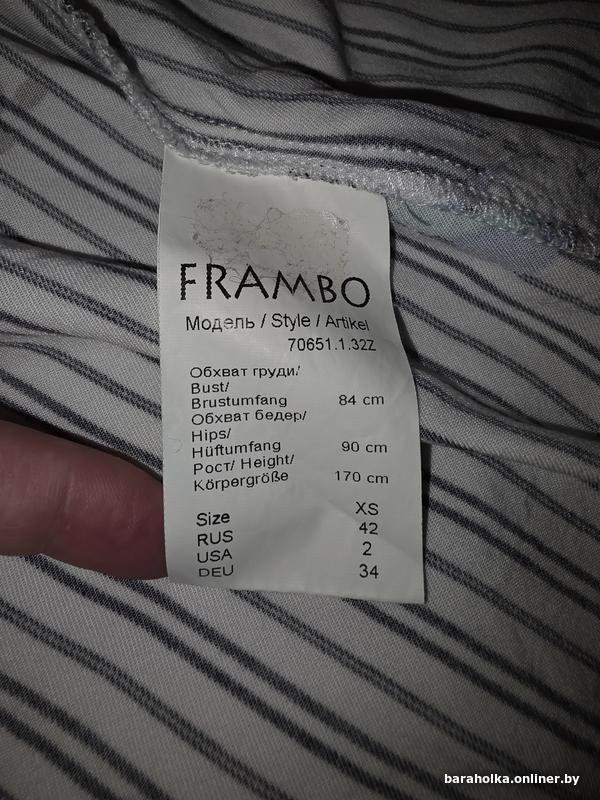 FRAMBO
Модель / Style / Artikel
70651.1.32Z
Обхват груди/
Bust/
Brustumfang 84 cm
Обхват бедер/
Hips/
Hüftumfang 90 cm
Рост/ Height/
Körpergröße 170 cm
Size XS
RUS 42
USA 2
DEU 34
baraholka.onliner.by